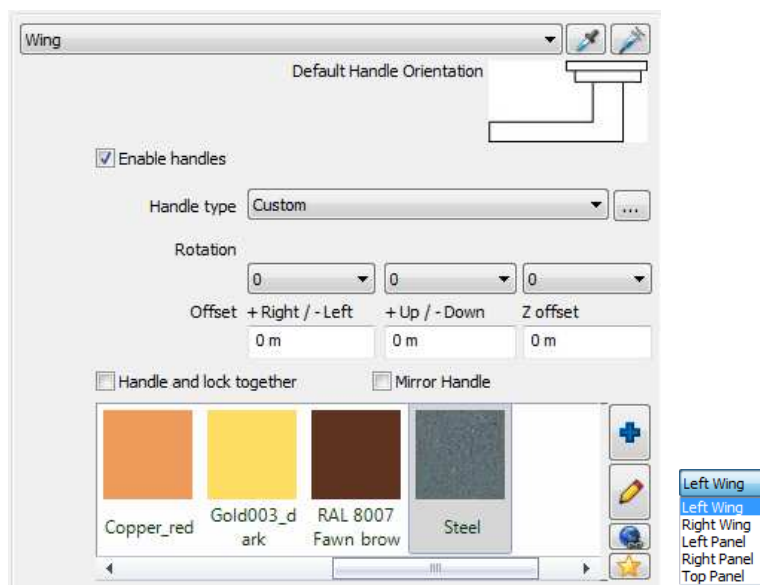 Wing
Default Handle Orientation
Enable handles
Handle type Custom ...
Rotation
0 0 0
Offset + Right / - Left + Up / - Down Z offset
0 m 0 m 0 m
Handle and lock together Mirror Handle
Copper_red Gold003_d RAL 8007 Steel
ark Fawn brow
Left Wing
Left Wing
Right Wing
Left Panel
Right Panel
Top Panel